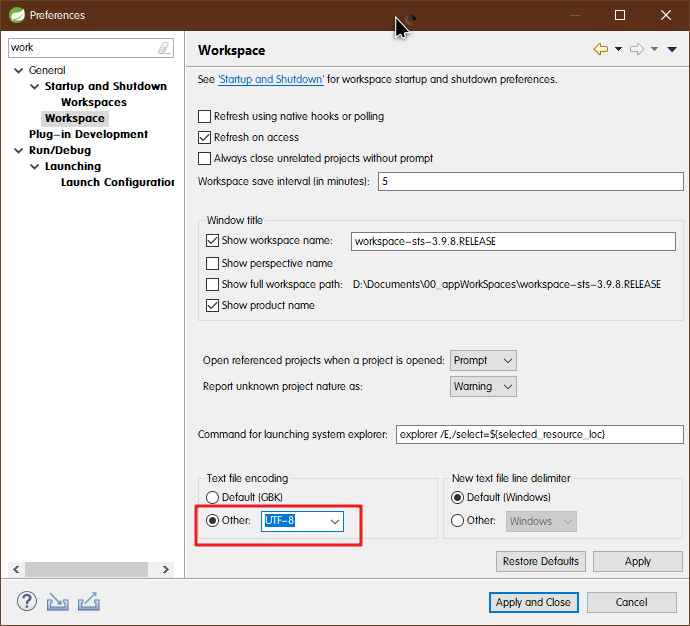 Preferences
work
General
Startup and Shutdown
Workspaces
Workspace
Plug-in Development
Run/Debug
Launching
Launch Configuration
Workspace
See 'Startup and Shutdown' for workspace startup and shutdown preferences.
Refresh using native hooks or polling
Refresh on access
Always close unrelated projects without prompt
Workspace save interval (in minutes): 5
Window title
Show workspace name: workspace-sts-3.9.8.RELEASE
Show perspective name
Show full workspace path: D:\Documents\00_appWorkSpaces\workspace-sts-3.9.8.RELEASE
Show product name
Open referenced projects when a project is opened: Prompt
Report unknown project nature as: Warning
Command for launching system explorer: explorer /E,/select=${selected_resource_loc}
Text file encoding
Default (GBK)
Other: UTF-8
New text file line delimiter
Default (Windows)
Other: Windows
Restore Defaults Apply
? Apply and Close Cancel